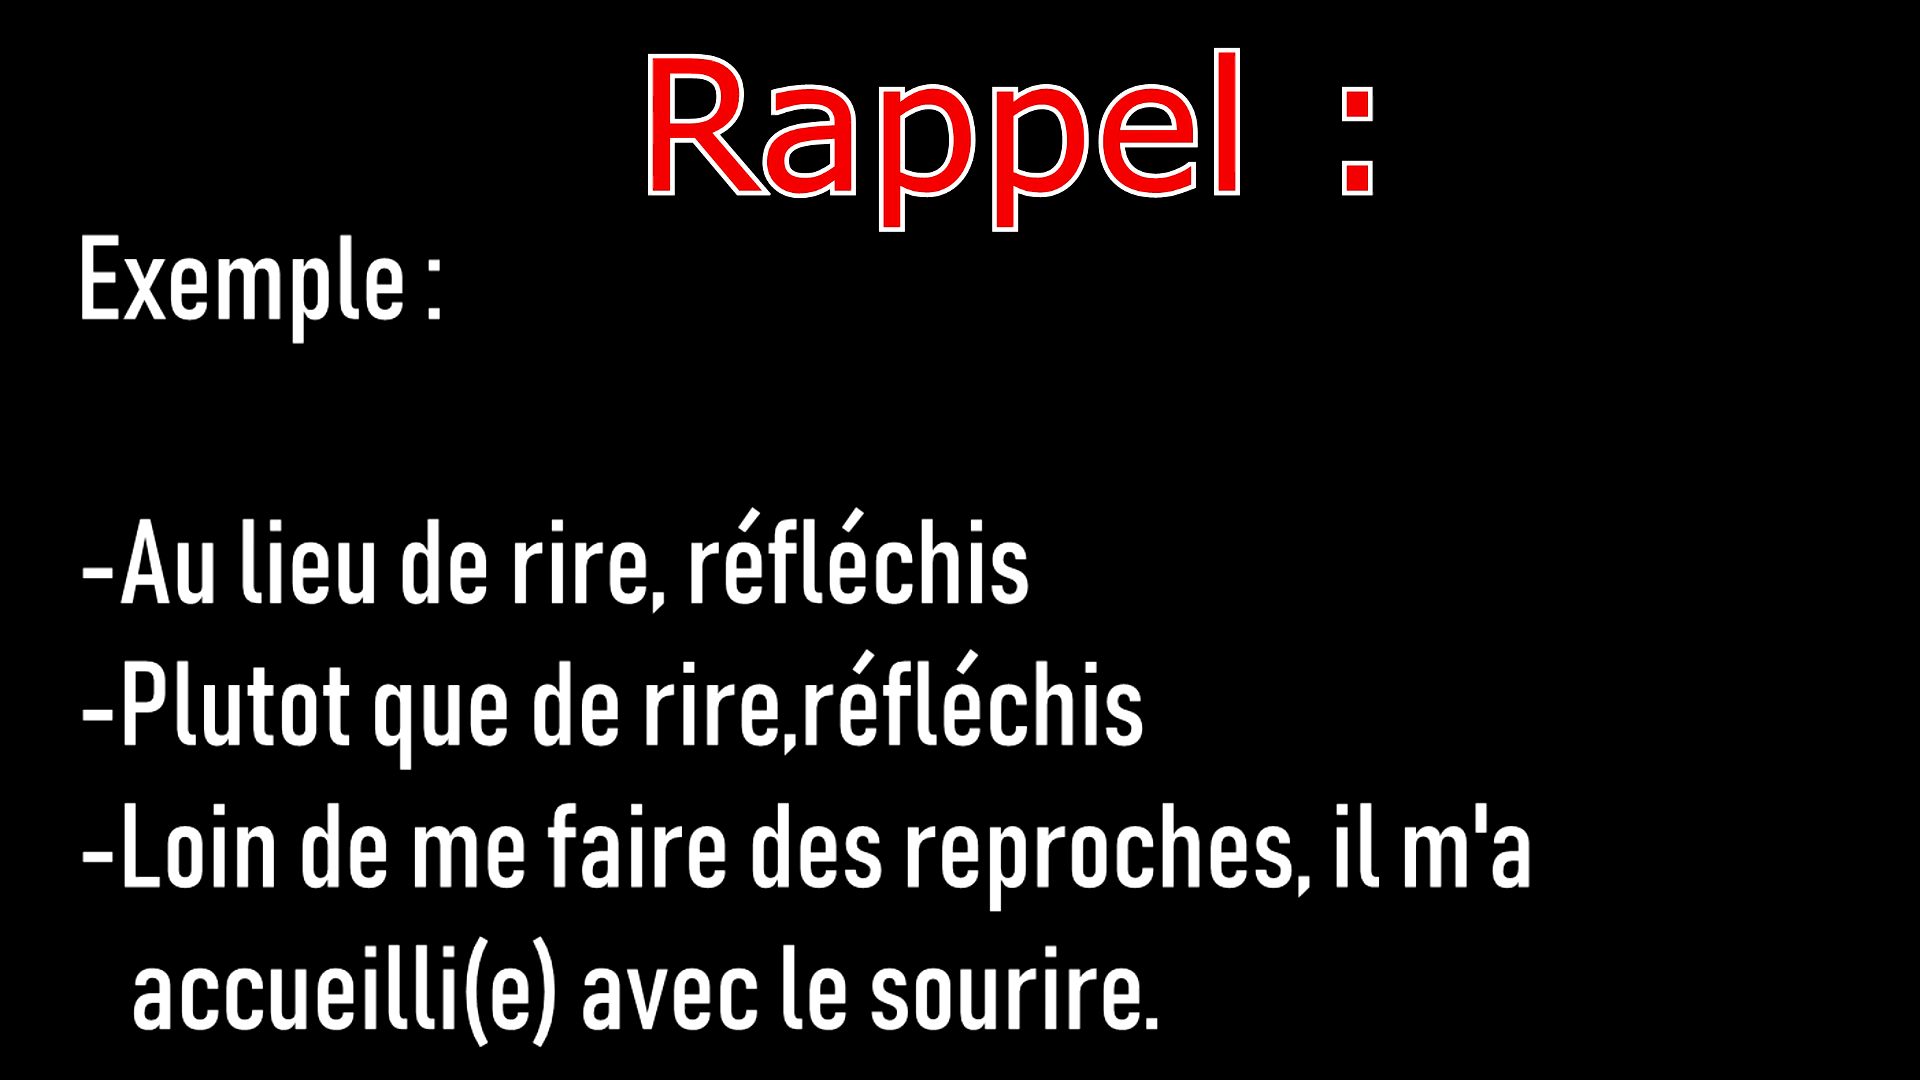 Rappel :
Exemple :
-Au lieu de rire, réfléchis
-Plutot que de rire,réfléchis
-Loin de me faire des reproches, il m'a
accueilli(e) avec le sourire.